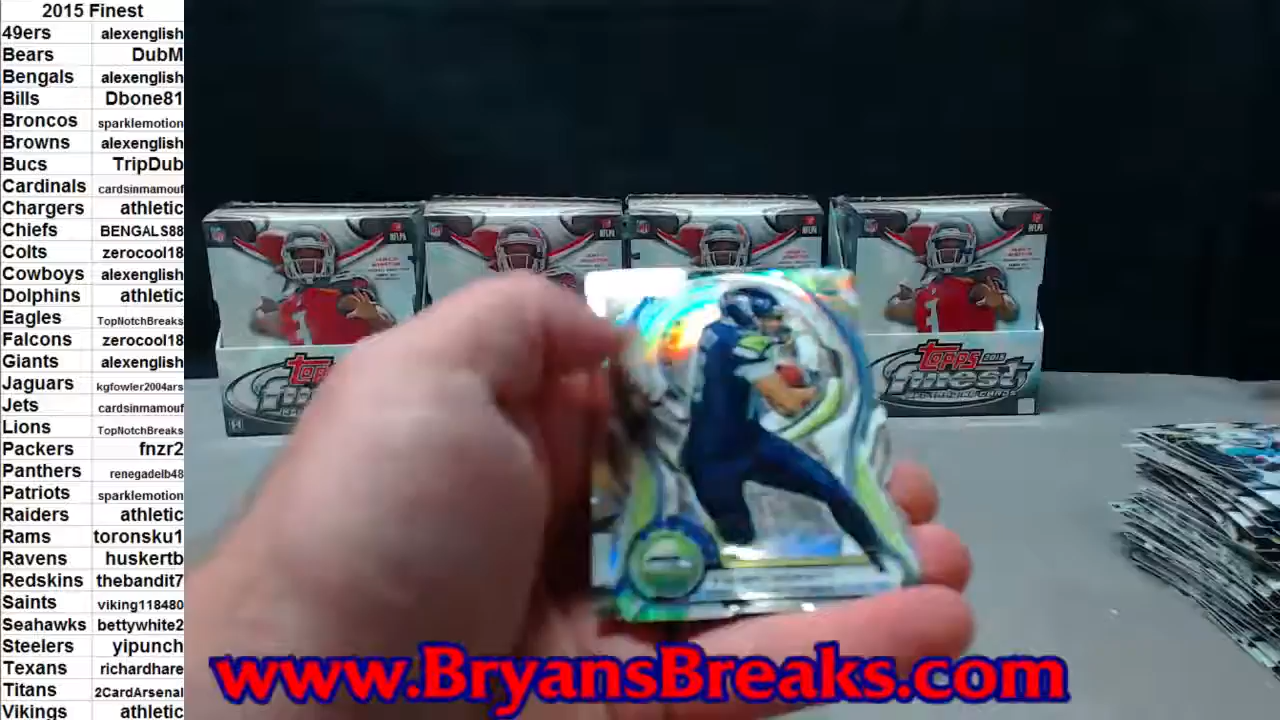 2015 Finest
49ers alexenglish
Bears DubM
Bengals alexenglish
Bills Dbone81
Broncos sparklemotion
Browns alexenglish
Bucs TripDub
Cardinals cardsinmamouf
Chargers athletic
Chiefs BENGALS88
Colts zerocool18
Cowboys alexenglish
Dolphins athletic
Eagles TopNotchBreaks
Falcons zerocool18
Giants alexenglish
Jaguars kgfowler2004ars
Jets cardsinmamouf
Lions TopNotchBreaks
Packers fnzr2
Panthers renegadelb48
Patriots sparklemotion
Raiders athletic
Rams toronsku1
Ravens huskertb
Redskins thebandit7
Saints viking118480
Seahawks bettywhite2
Steelers yipunch
Texans richardhare
Titans 2CardArsenal
Vikings athletic
TOPPS 2015
finest
www.BryansBreaks.com